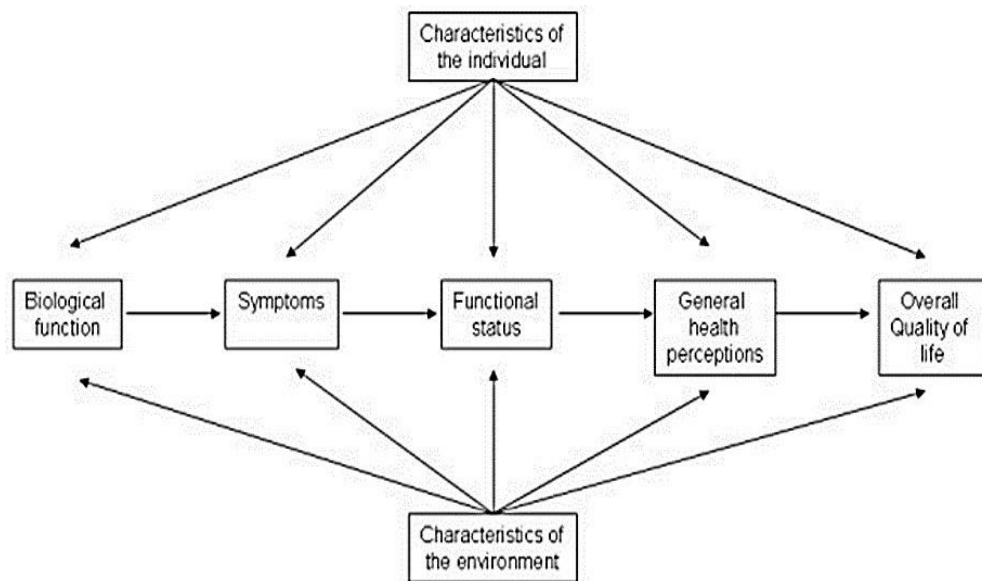 Characteristics of
the individual
Biological
function
Symptoms
Functional
status
General
health
perceptions
Overall
Quality of
life
Characteristics of
the environment